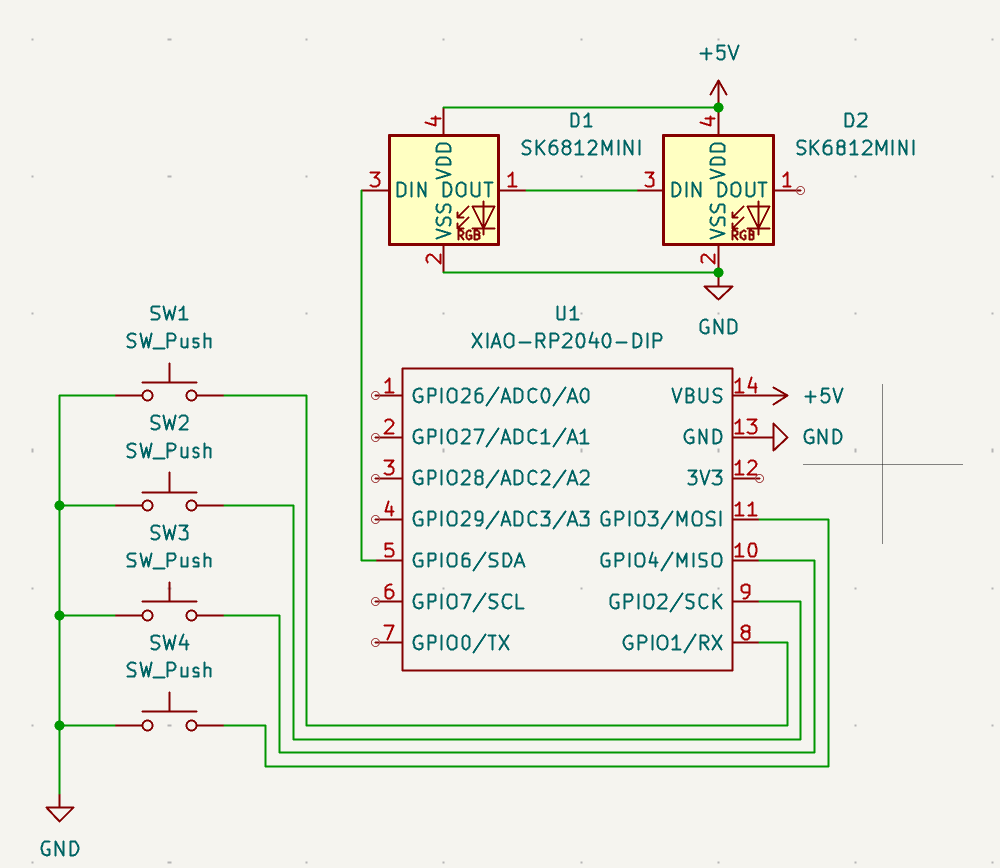 +5V
D1
SK6812MINI
D2
SK6812MINI
4
VDD
3
DIN
DOUT
1
VSS
RGB
2
4
VDD
3
DIN
DOUT
1
VSS
RGB
2
GND
SW1
SW_Push
SW2
SW_Push
SW3
SW_Push
SW4
SW_Push
GND
U1
XIAO-RP2040-DIP
1 GPIO26/ADC0/A0 VBUS 14 +5V
2 GPIO27/ADC1/A1 GND 13 GND
3 GPIO28/ADC2/A2 3V3 12
4 GPIO29/ADC3/A3 GPIO3/MOSI 11
5 GPIO6/SDA GPIO4/MISO 10
6 GPIO7/SCL GPIO2/SCK 9
7 GPIO0/TX GPIO1/RX 8